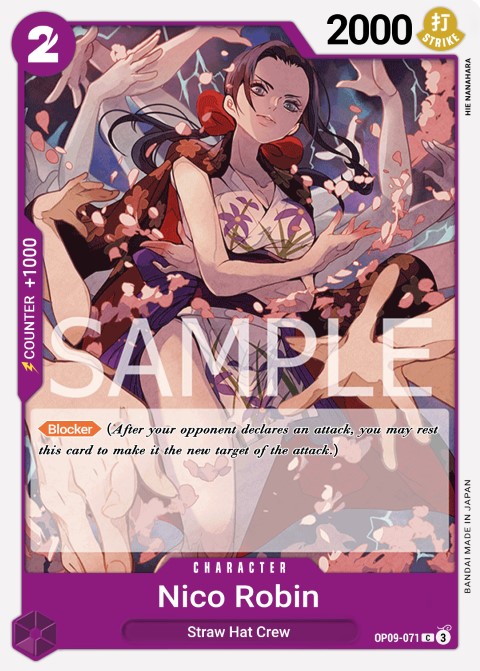 2
2000
打
STRIKE
HIE NANAHARA
COUNTER +1000
SAMPLE
Blocker (After your opponent declares an attack, you may rest
this card to make it the new target of the attack.)
BANDAI MADE IN JAPAN
CHARACTER
Nico Robin
Straw Hat Crew
OP09-071 C 3